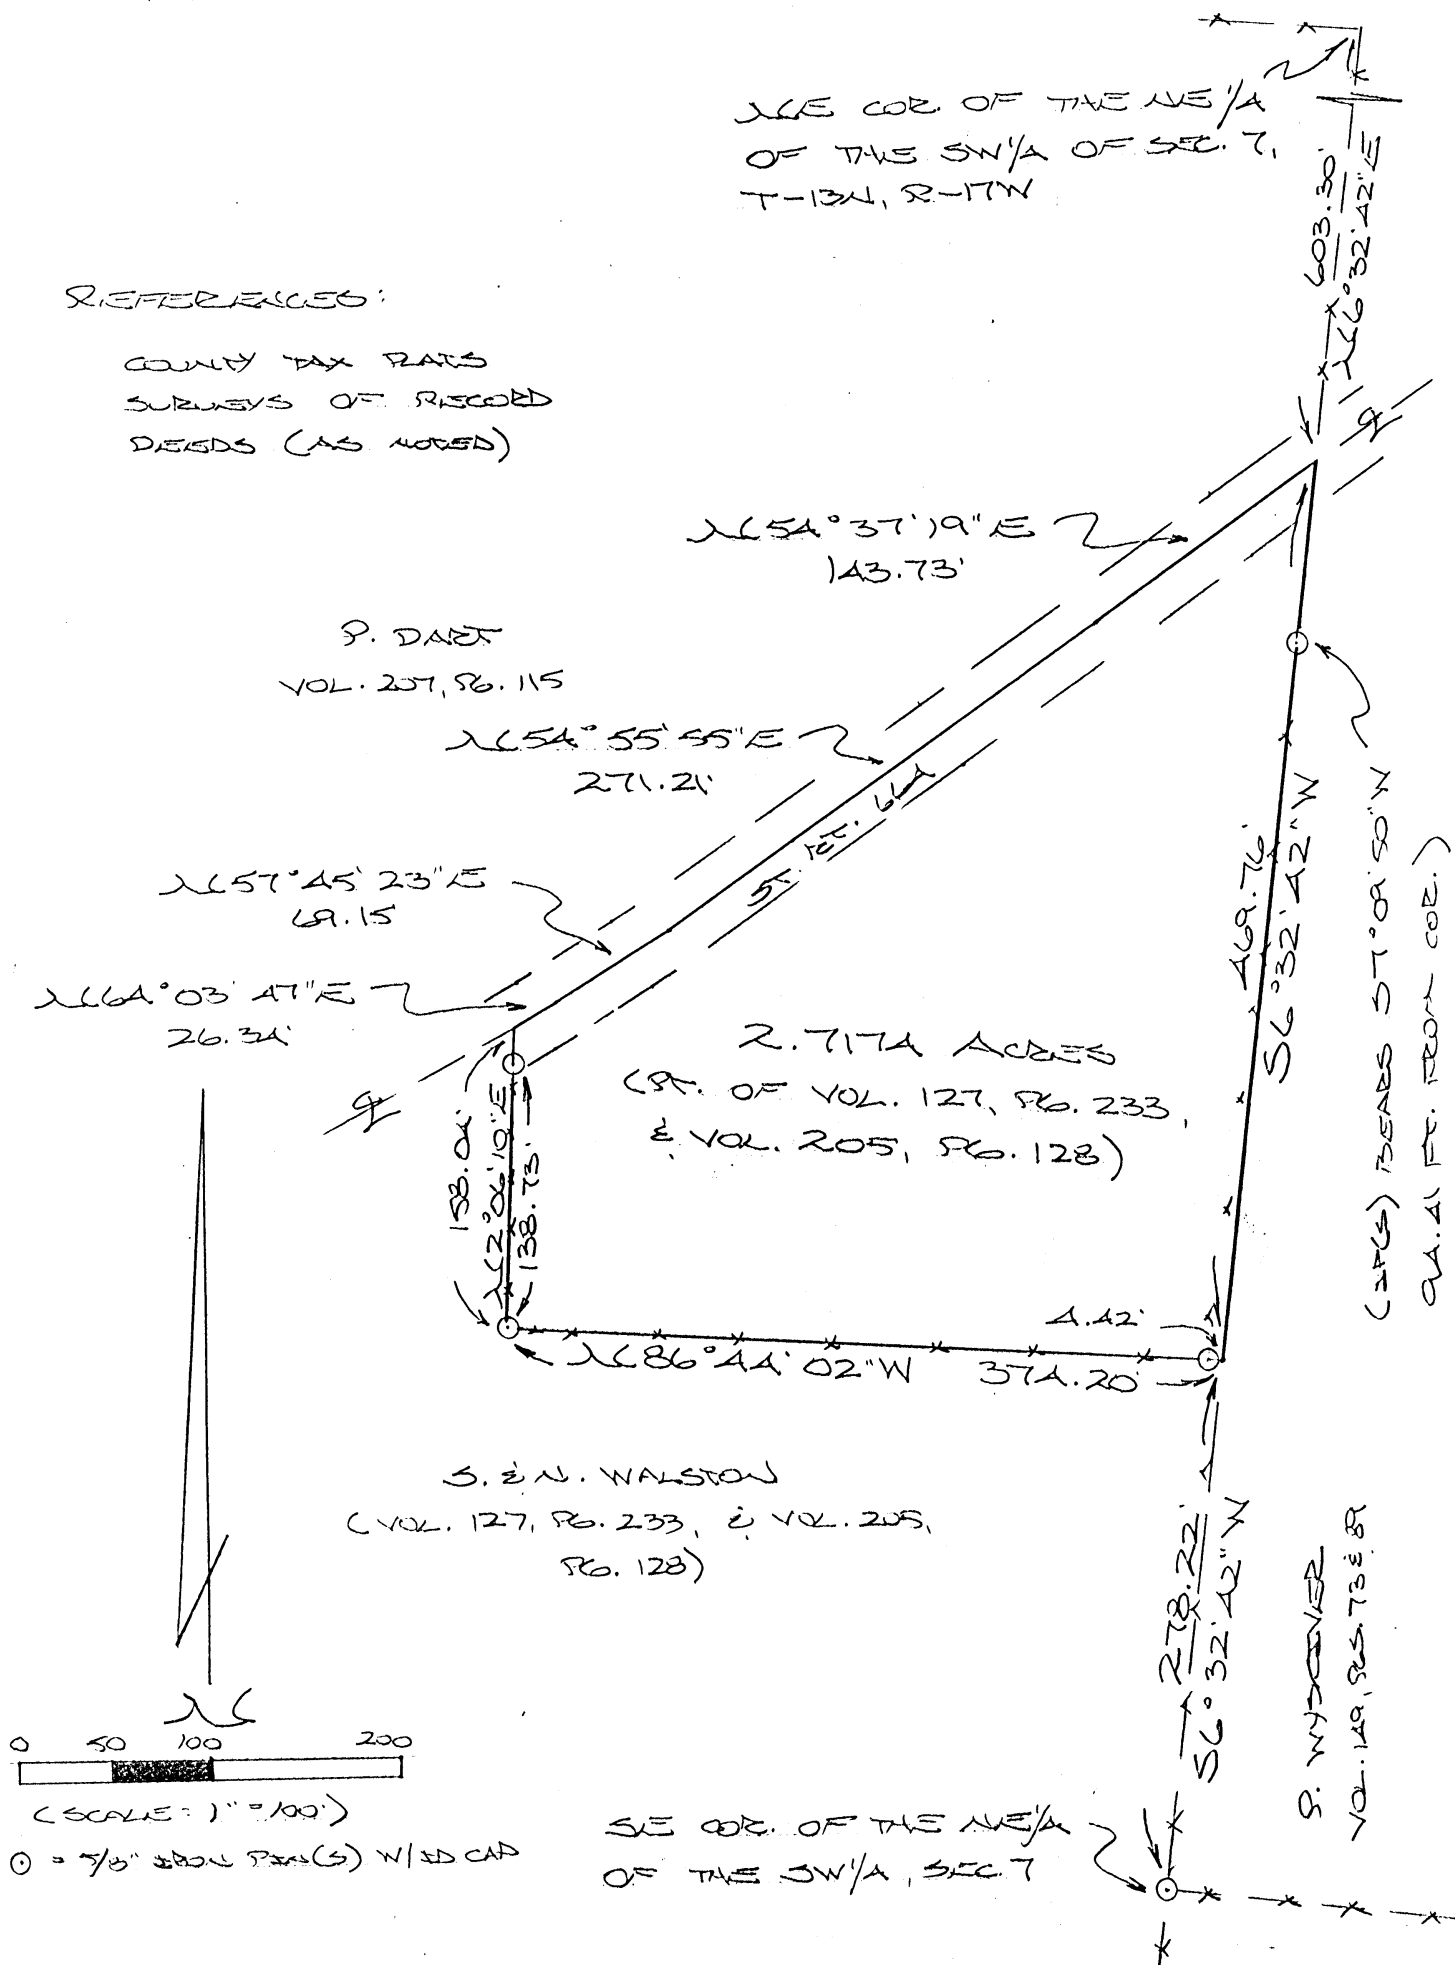 NE COR. OF THE NE 1/4
OF THE SW 1/4 OF SEC. 7,
T-13N, R-17W
603.30'
N6°32'42"E
REFERENCES:
COUNTY TAX PLATS
SURVEYS OF RECORD
DEEDS (AS NOTED)
N54°37'19"E
143.73'
P. DART
VOL. 207, PG. 115
N54°55'55"E
271.21'
ST. RT. 664
N57°45'23"E
69.15'
N64°03'47"E
26.34'
2.7174 ACRES
(PT. OF VOL. 127, PG. 233,
& VOL. 205, PG. 128)
469.76'
S6°32'42"W
(IP(S) BEARS S7°09'50"W
94.41 FT. FROM COR.)
153.04'
N2°06'10"E
138.73'
4.42'
N86°44'02"W 374.20'
S. & N. WALSTON
(VOL. 127, PG. 233, & VOL. 205,
PG. 128)
278.22'
S6°32'42"W
VOL. 149, PGS. 73 & 89
N
0 50 100 200
(SCALE: 1" = 100')
⊙ = 5/8" IRON PIN(S) W/ID CAP
SE COR. OF THE NE 1/4
OF THE SW 1/4, SEC. 7